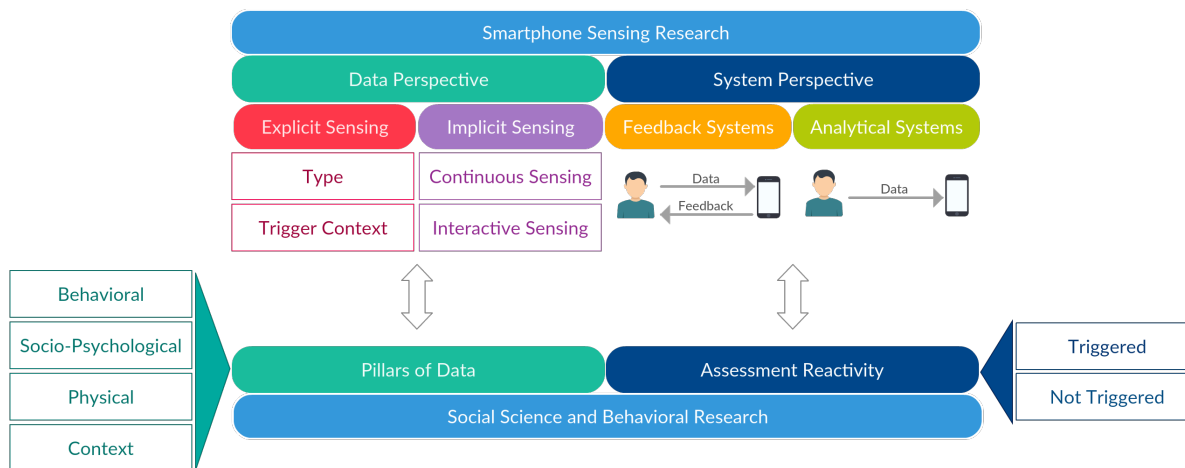 Smartphone Sensing Research
Data Perspective
System Perspective
Explicit Sensing
Implicit Sensing
Feedback Systems
Analytical Systems
Type
Continuous Sensing
Data
Feedback
Data
Trigger Context
Interactive Sensing
Behavioral
Socio-Psychological
Physical
Context
Pillars of Data
Assessment Reactivity
Social Science and Behavioral Research
Triggered
Not Triggered